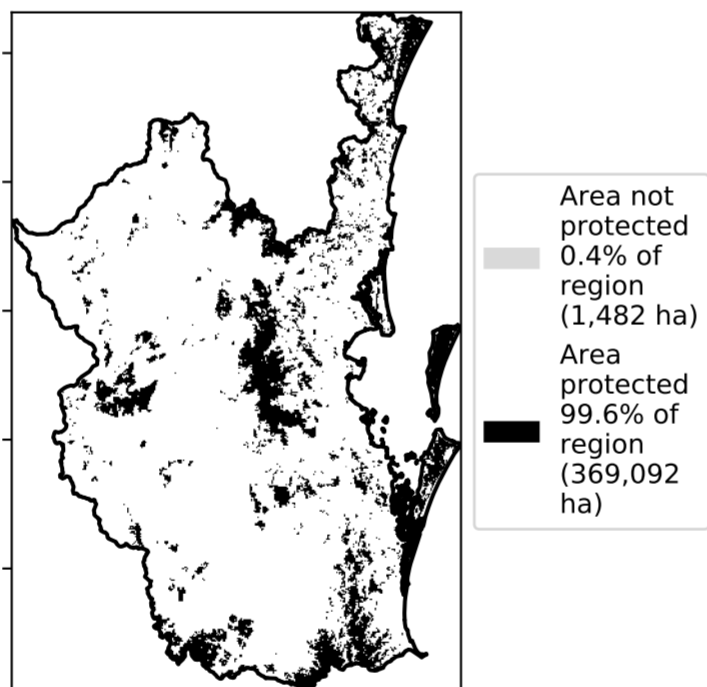 Area not
protected
0.4% of
region
(1,482 ha)
Area
protected
99.6% of
region
(369,092
ha)